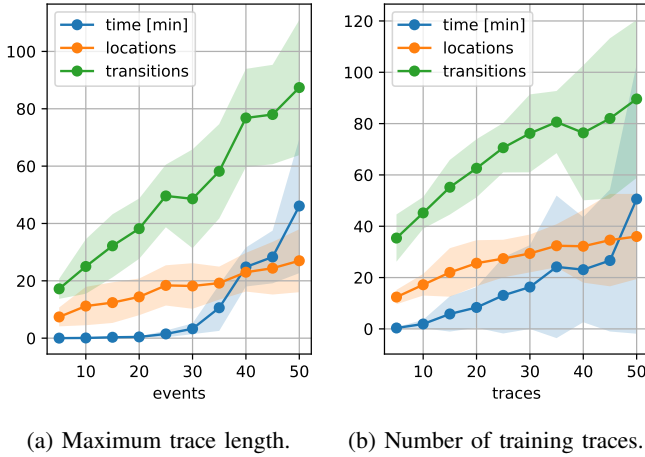 time [min]
locations
transitions
100
80
60
40
20
0
10 20 30 40 50
events
(a) Maximum trace length.
time [min]
locations
transitions
120
100
80
60
40
20
0
10 20 30 40 50
traces
(b) Number of training traces.